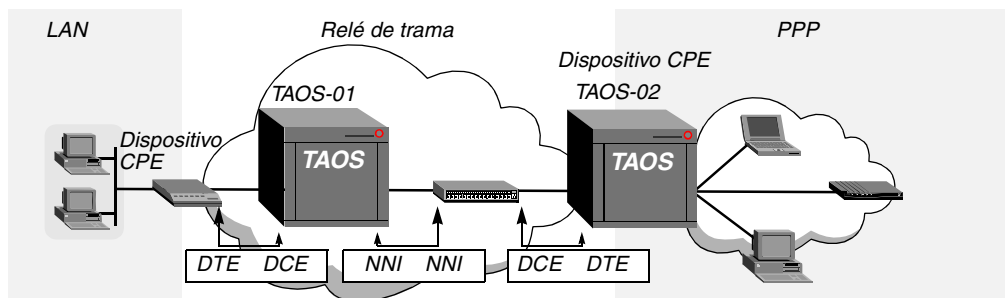 LAN
Relé de trama
PPP
Dispositivo CPE
TAOS-01
TAOS-02
Dispositivo
CPE
TAOS
TAOS
DTE DCE
NNI NNI
DCE DTE